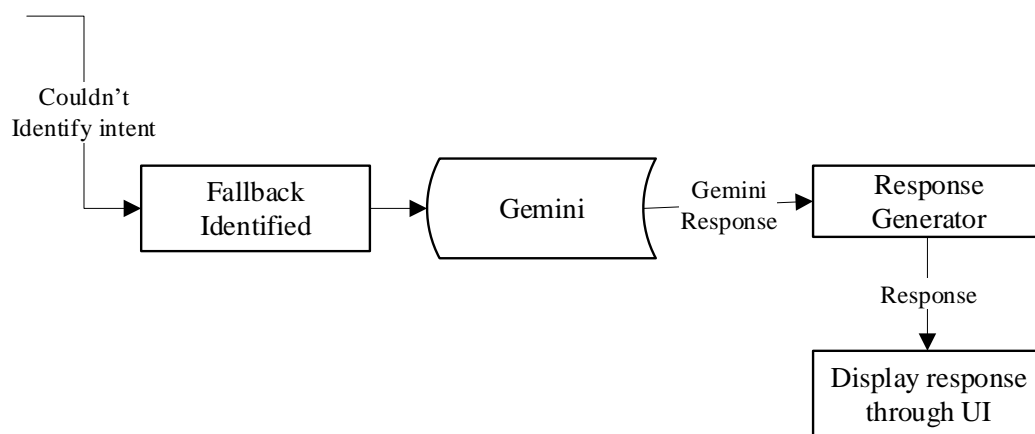 Couldn't
Identify intent
Fallback
Identified
Gemini
Gemini
Response
Response
Generator
Response
Display response
through UI